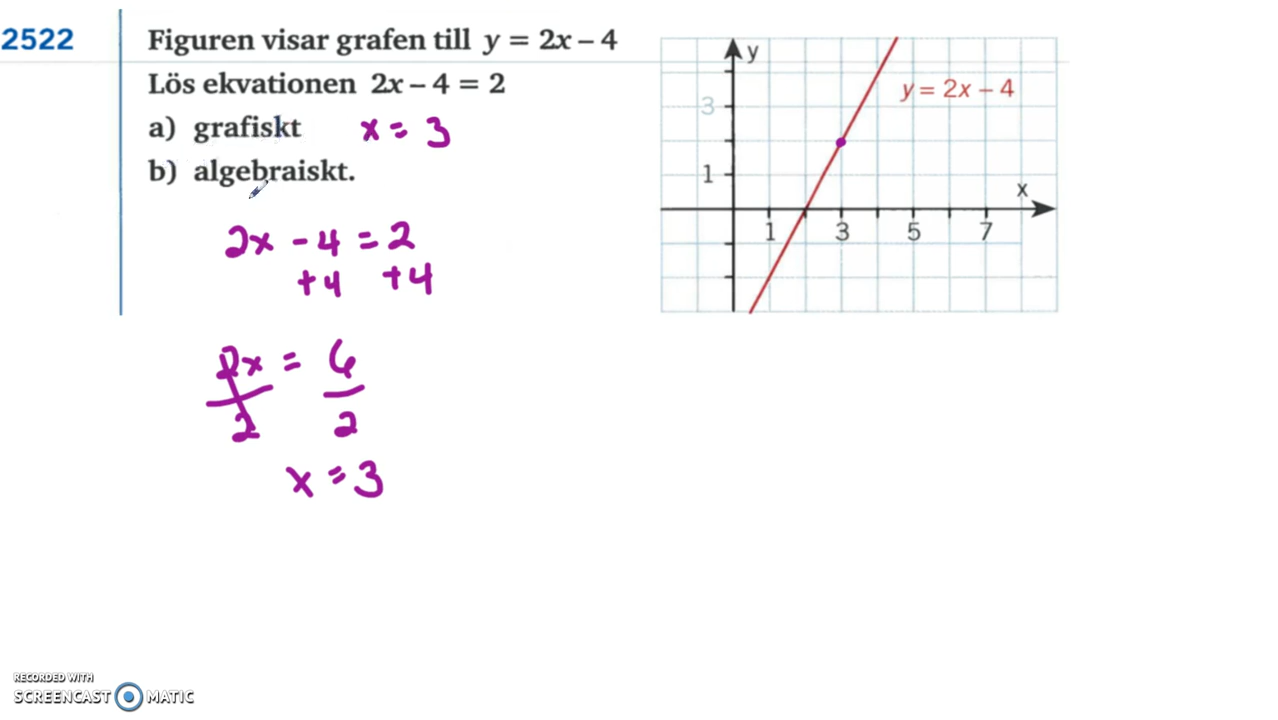 2522
Figuren visar grafen till y = 2x – 4
Lös ekvationen 2x – 4 = 2
a) grafiskt x = 3
b) algebraiskt.
2x - 4 = 2
+4 +4
2x = 6
2 2
x = 3
y
y = 2x – 4
3
1
x
1 3 5 7
RECORDED WITH
SCREENCAST MATIC